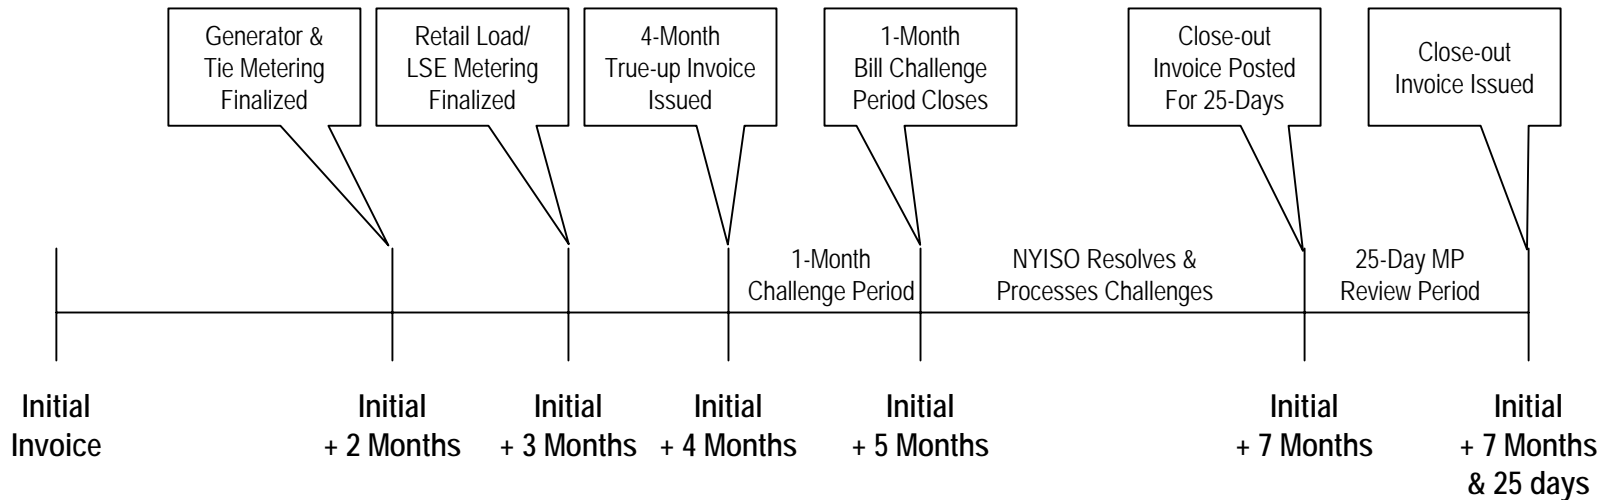 Generator &
Tie Metering
Finalized
Retail Load/
LSE Metering
Finalized
4-Month
True-up Invoice
Issued
1-Month
Bill Challenge
Period Closes
Close-out
Invoice Posted
For 25-Days
Close-out
Invoice Issued
1-Month
Challenge Period
NYISO Resolves &
Processes Challenges
25-Day MP
Review Period
Initial
Invoice
Initial
+ 2 Months
Initial
+ 3 Months
Initial
+ 4 Months
Initial
+ 5 Months
Initial
+ 7 Months
Initial
+ 7 Months
& 25 days